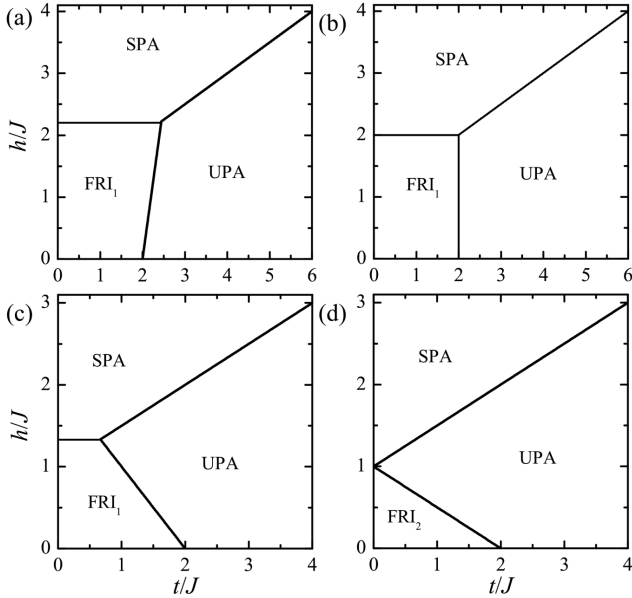 (a)
4
3
2
1
0
h/J
SPA
FRI₁
UPA
0 1 2 3 4 5 6
(b)
4
3
2
1
0
SPA
FRI₁
UPA
0 1 2 3 4 5 6
(c)
3
2
1
0
h/J
SPA
FRI₁
UPA
0 1 2 3 4
t/J
(d)
3
2
1
0
SPA
UPA
FRI₂
0 1 2 3 4
t/J